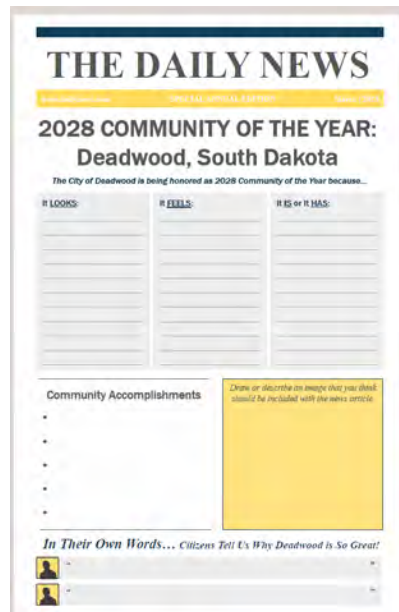 THE DAILY NEWS
SPECIAL ANNUAL EDITION
2028 COMMUNITY OF THE YEAR:
Deadwood, South Dakota
The City of Deadwood is being honored as 2028 Community of the Year because...
It LOOKS:
It FEELS:
It IS or It HAS:
Community Accomplishments
Draw or describe an image that you think
should be included with the news article
In Their Own Words... Citizens Tell Us Why Deadwood is So Great!